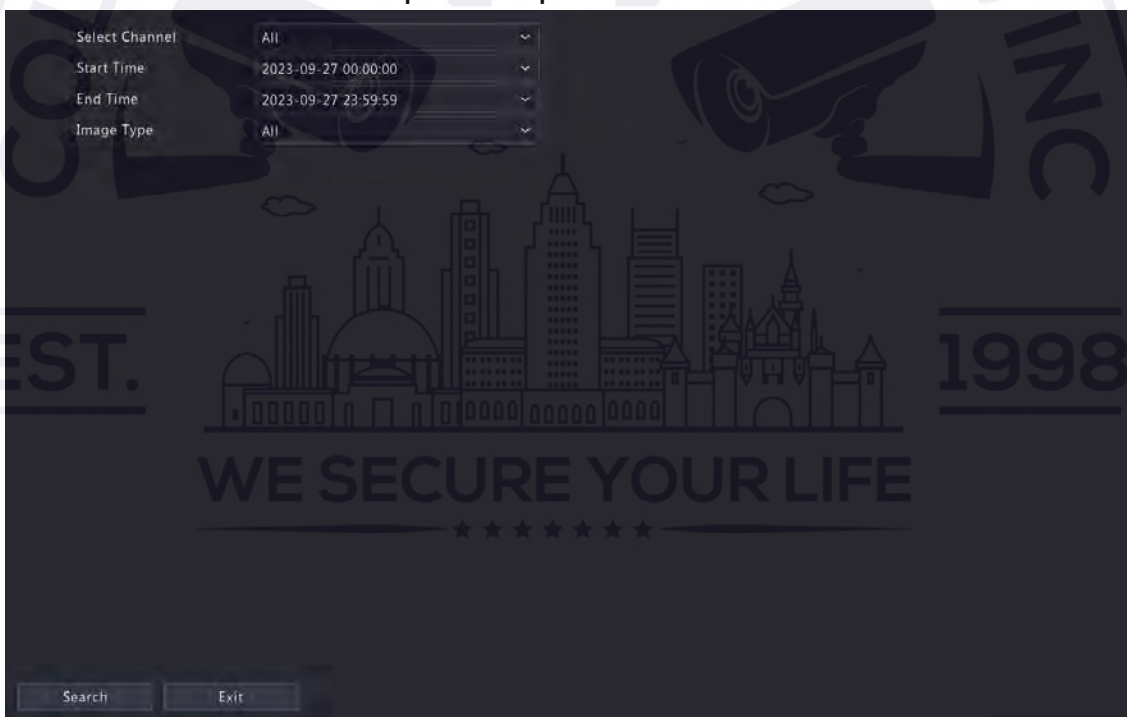 Select Channel All
Start Time 2023-09-27 00:00:00
End Time 2023-09-27 23:59:59
Image Type All
INC
EST. 1998
WE SECURE YOUR LIFE
Search Exit